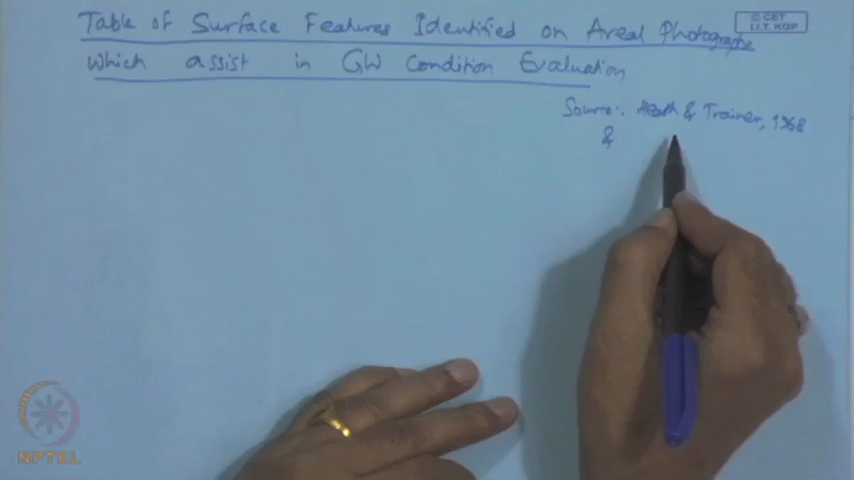 Table of Surface Features Identified on Areal Photographs
© CET
I.I.T. KGP
Which assist in GW Condition Evaluation
Source:. Heath & Trainer, 1968
&
NPTEL